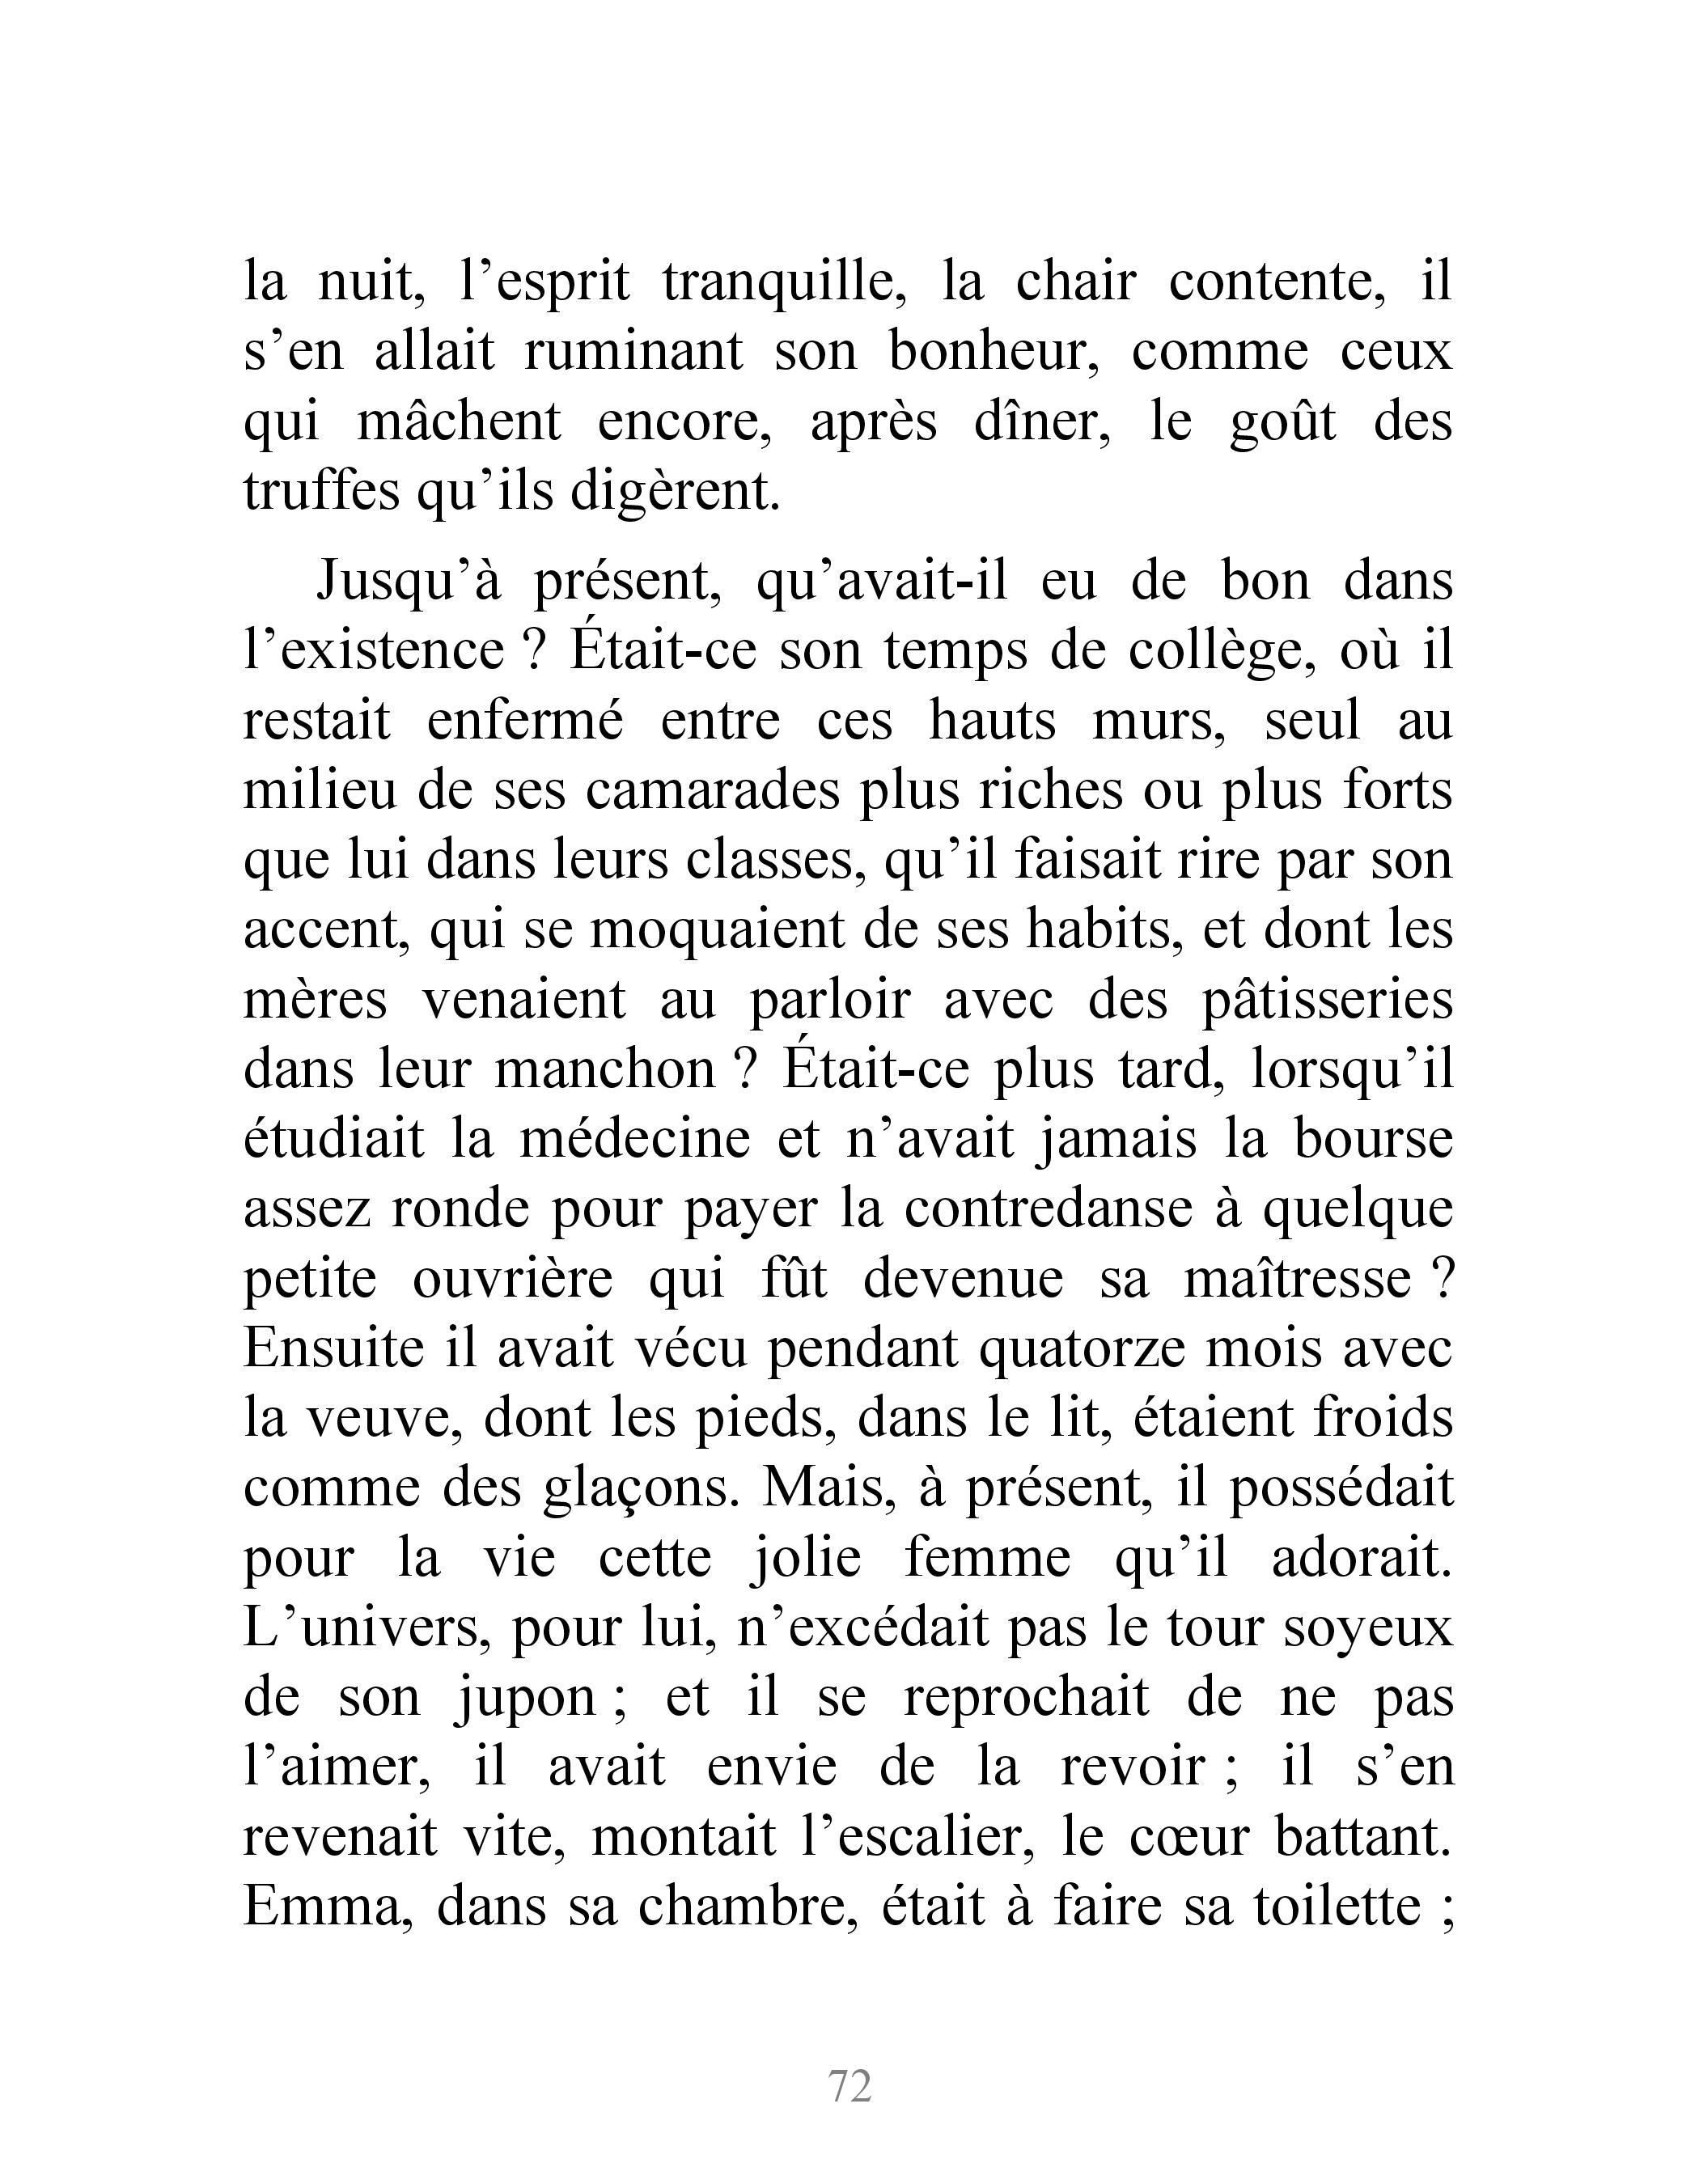 la nuit, l’esprit tranquille, la chair contente, il
s’en allait ruminant son bonheur, comme ceux
qui mâchent encore, après dîner, le goût des
truffes qu’ils digèrent.
Jusqu’à présent, qu’avait-il eu de bon dans
l’existence ? Était-ce son temps de collège, où il
restait enfermé entre ces hauts murs, seul au
milieu de ses camarades plus riches ou plus forts
que lui dans leurs classes, qu’il faisait rire par son
accent, qui se moquaient de ses habits, et dont les
mères venaient au parloir avec des pâtisseries
dans leur manchon ? Était-ce plus tard, lorsqu’il
étudiait la médecine et n’avait jamais la bourse
assez ronde pour payer la contredanse à quelque
petite ouvrière qui fût devenue sa maîtresse ?
Ensuite il avait vécu pendant quatorze mois avec
la veuve, dont les pieds, dans le lit, étaient froids
comme des glaçons. Mais, à présent, il possédait
pour la vie cette jolie femme qu’il adorait.
L’univers, pour lui, n’excédait pas le tour soyeux
de son jupon ; et il se reprochait de ne pas
l’aimer, il avait envie de la revoir ; il s’en
revenait vite, montait l’escalier, le cœur battant.
Emma, dans sa chambre, était à faire sa toilette ;
72